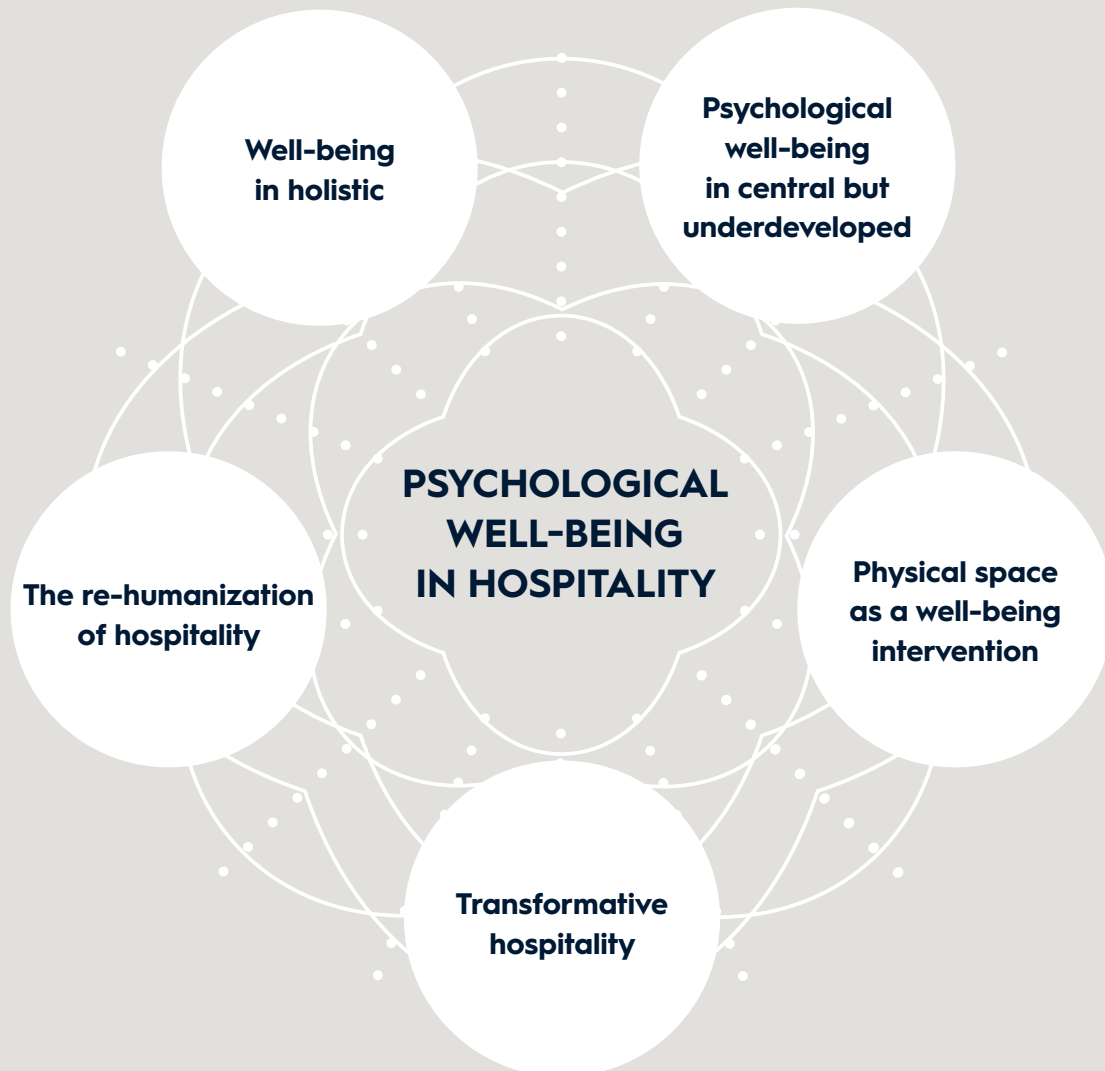 Well-being
in holistic
Psychological
well-being
in central but
underdeveloped
PSYCHOLOGICAL
WELL-BEING
IN HOSPITALITY
The re-humanization
of hospitality
Physical space
as a well-being
intervention
Transformative
hospitality